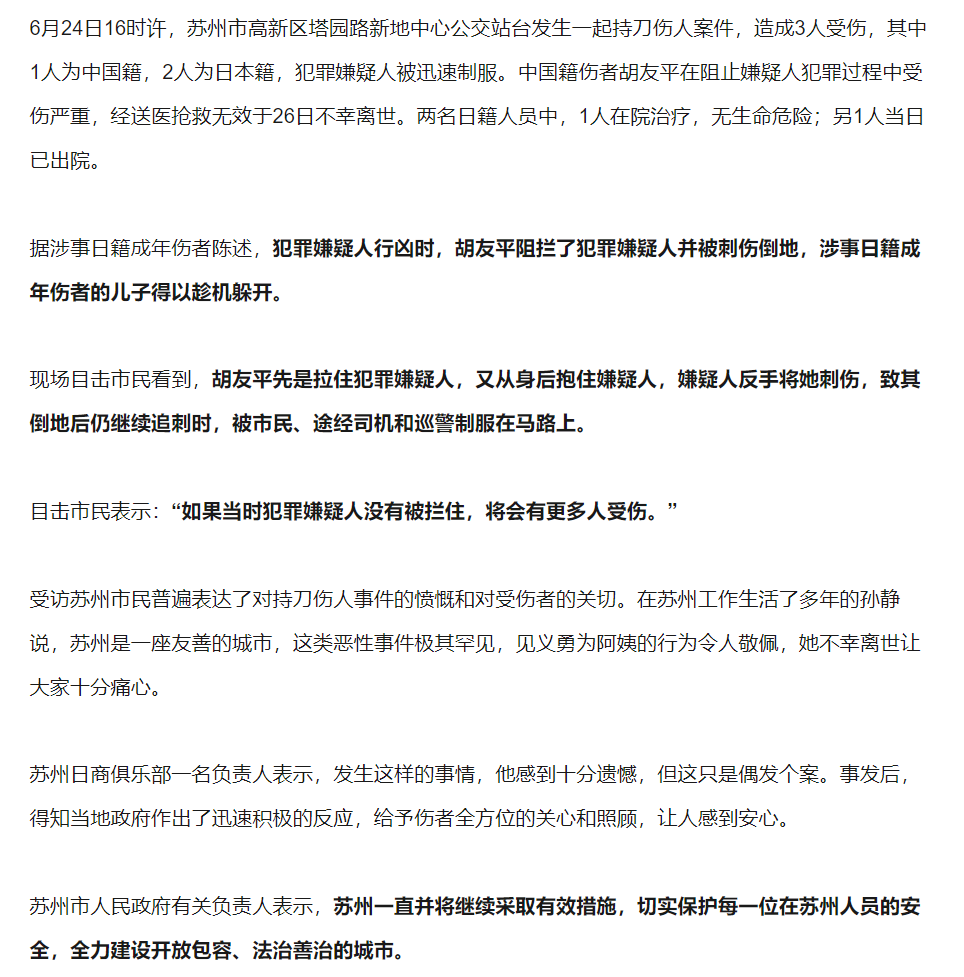 6月24日16时许，苏州市高新区塔园路新地中心公交站台发生一起持刀伤人案件，造成3人受伤，其中
1人为中国籍，2人为日本籍，犯罪嫌疑人被迅速制服。中国籍伤者胡友平在阻止嫌疑人犯罪过程中受
伤严重，经送医抢救无效于26日不幸离世。两名日籍人员中，1人在院治疗，无生命危险；另1人当日
已出院。
据涉事日籍成年伤者陈述，犯罪嫌疑人行凶时，胡友平阻拦了犯罪嫌疑人并被刺伤倒地，涉事日籍成
年伤者的儿子得以趁机躲开。
现场目击市民看到，胡友平先是拉住犯罪嫌疑人，又从身后抱住嫌疑人，嫌疑人反手将她刺伤，致其
倒地后仍继续追刺时，被市民、途经司机和巡警制服在马路上。
目击市民表示：“如果当时犯罪嫌疑人没有被拦住，将会有更多人受伤。”
受访苏州市民普遍表达了对持刀伤人事件的愤慨和对受伤者的关切。在苏州工作生活了多年的孙静
说，苏州是一座友善的城市，这类恶性事件极其罕见，见义勇为阿姨的行为令人敬佩，她不幸离世让
大家十分痛心。
苏州日商俱乐部一名负责人表示，发生这样的事情，他感到十分遗憾，但这只是偶发个案。事发后，
得知当地政府作出了迅速积极的反应，给予伤者全方位的关心和照顾，让人感到安心。
苏州市人民政府有关负责人表示，苏州一直并将继续采取有效措施，切实保护每一位在苏州人员的安
全，全力建设开放包容、法治善治的城市。